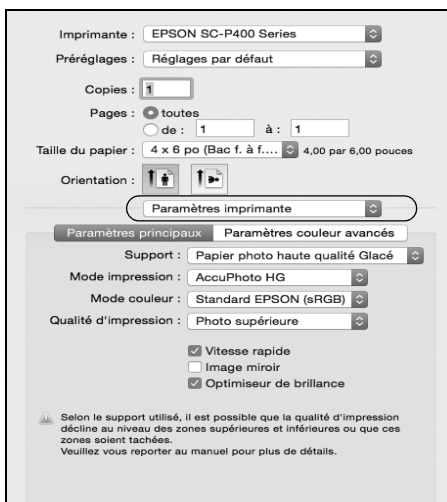 Imprimante : EPSON SC-P400 Series
Préréglages : Réglages par défaut
Copies : 1
Pages : toutes
de : 1 à : 1
Taille du papier : 4 x 6 po (Bac f. à f.... 4,00 par 6,00 pouces
Orientation :
Paramètres imprimante
Paramètres principaux Paramètres couleur avancés
Support : Papier photo haute qualité Glacé
Mode impression : AccuPhoto HG
Mode couleur : Standard EPSON (sRGB)
Qualité d'impression : Photo supérieure
Vitesse rapide
Image miroir
Optimiseur de brillance
Selon le support utilisé, il est possible que la qualité d'impression
décline au niveau des zones supérieures et inférieures ou que ces
zones soient tachées.
Veuillez vous reporter au manuel pour plus de détails.